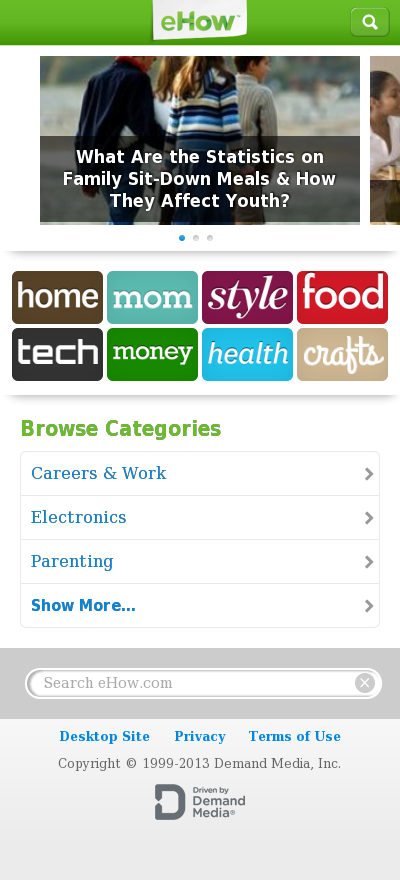 eHow™
What Are the Statistics on
Family Sit-Down Meals & How
They Affect Youth?
home mom style food
tech money health crafts
Browse Categories
Careers & Work
Electronics
Parenting
Show More...
Search eHow.com
Desktop Site Privacy Terms of Use
Copyright © 1999-2013 Demand Media, Inc.
Driven by
Demand
Media®